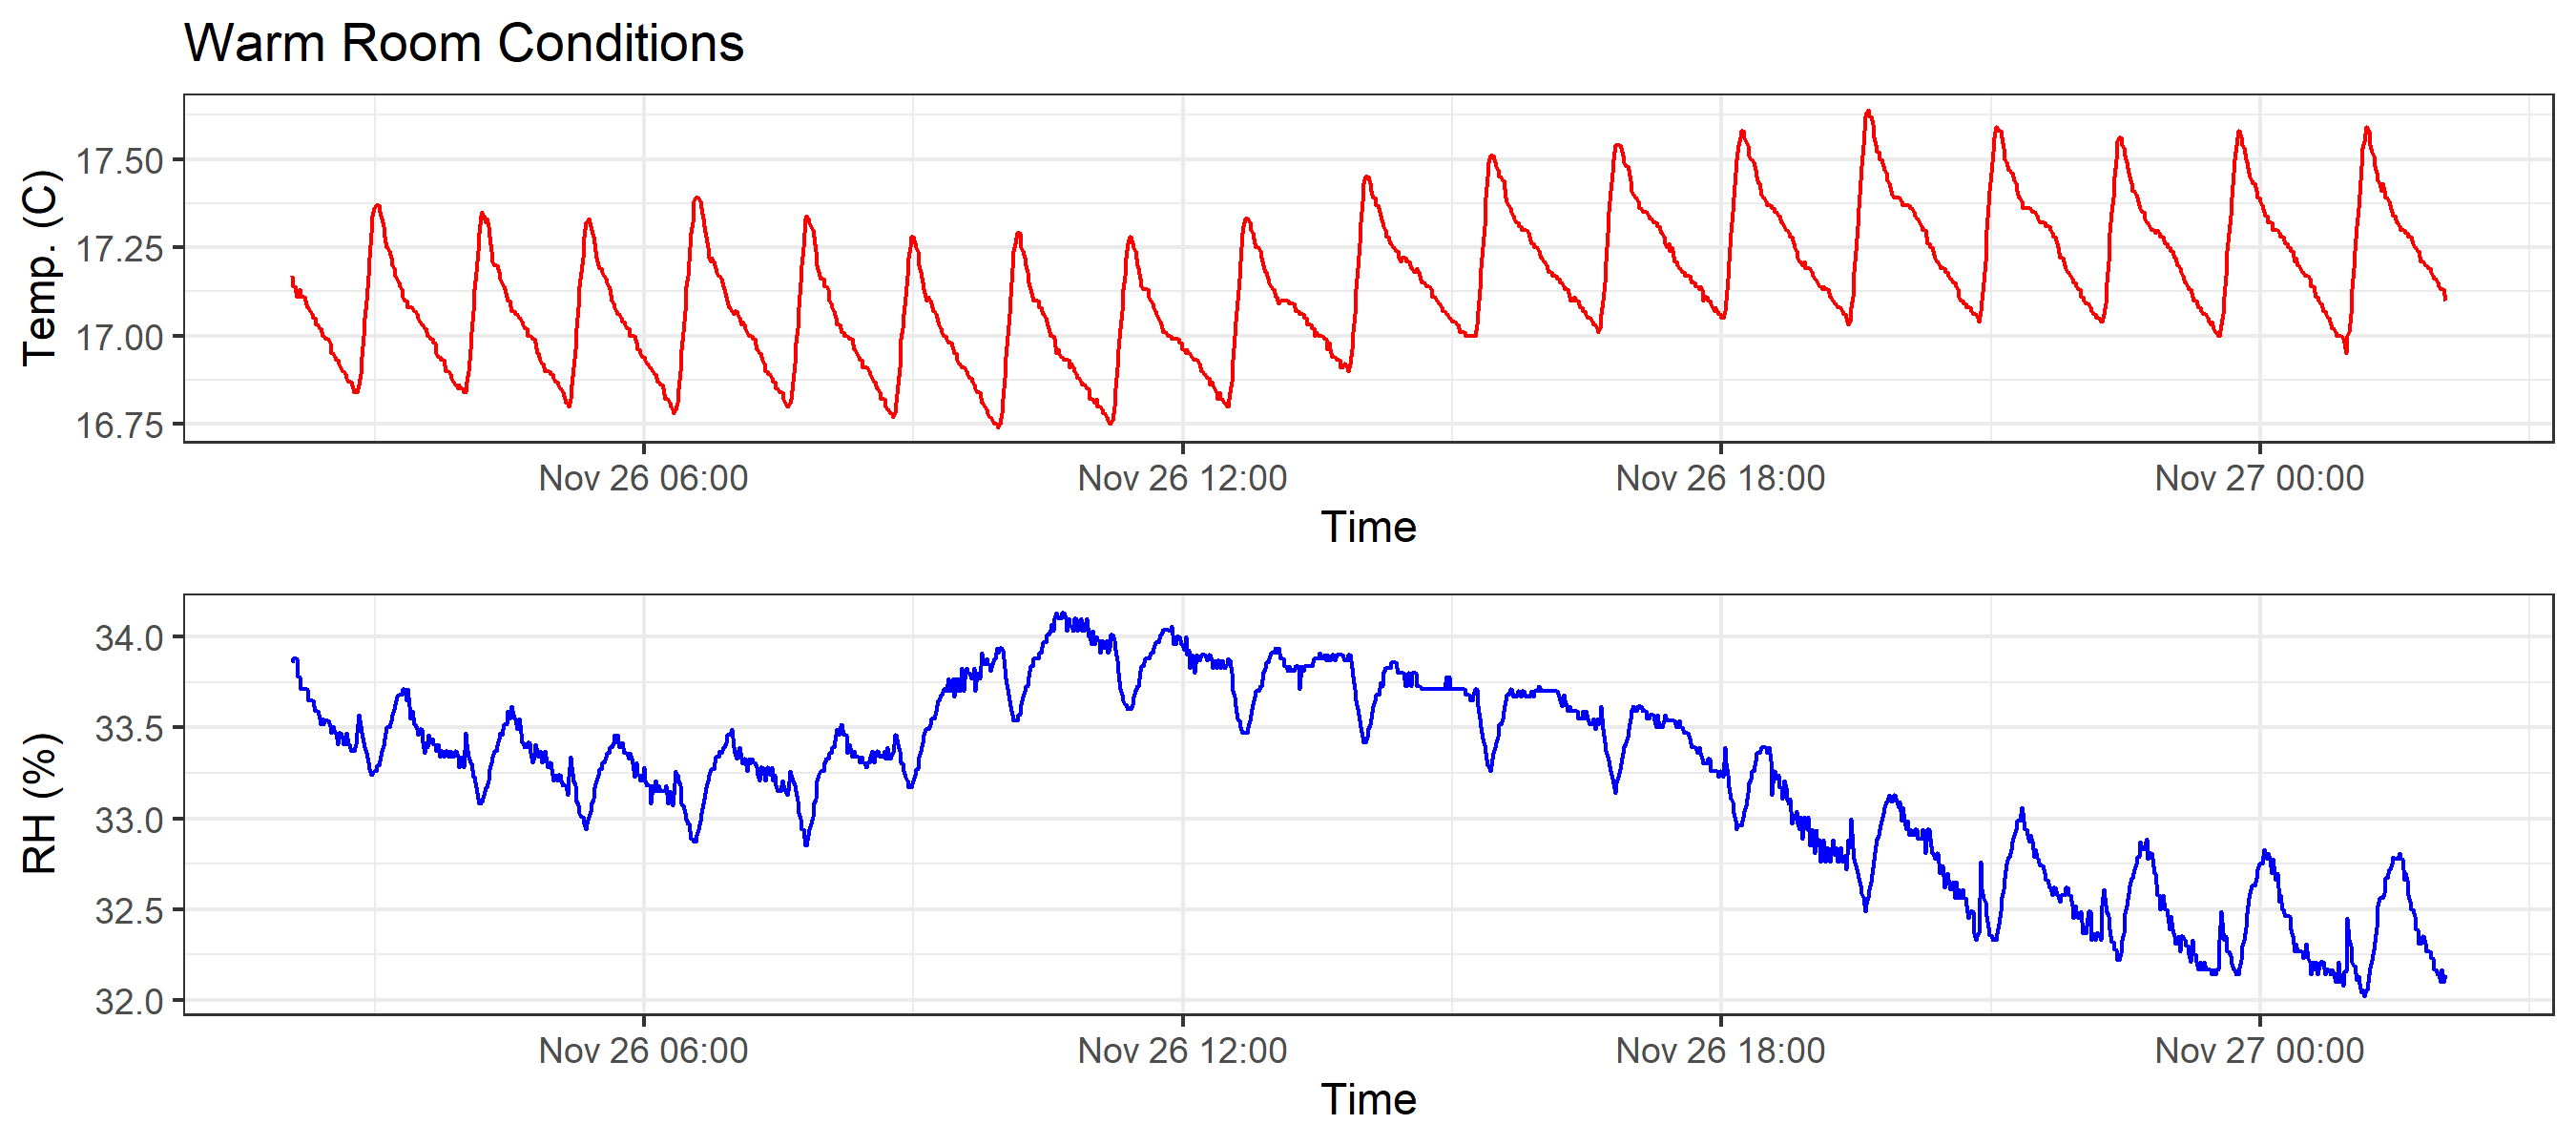 Warm Room Conditions
Temp. (C)
17.50
17.25
17.00
16.75
Nov 26 06:00 Nov 26 12:00 Nov 26 18:00 Nov 27 00:00
Time
RH (%)
34.0
33.5
33.0
32.5
32.0
Nov 26 06:00 Nov 26 12:00 Nov 26 18:00 Nov 27 00:00
Time